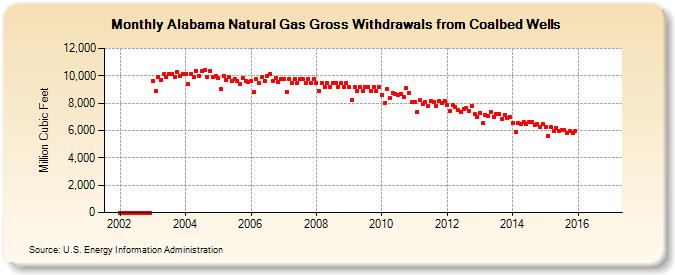 Monthly Alabama Natural Gas Gross Withdrawals from Coalbed Wells
Million Cubic Feet
12,000
10,000
8,000
6,000
4,000
2,000
0
2002 2004 2006 2008 2010 2012 2014 2016
Source: U.S. Energy Information Administration